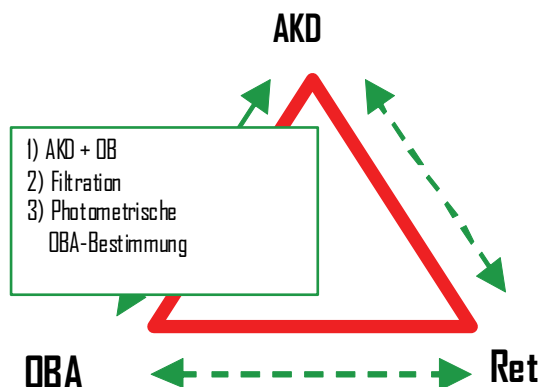 AKD
1) AKD + OB
2) Filtration
3) Photometrische
OBA-Bestimmung
OBA
Ret